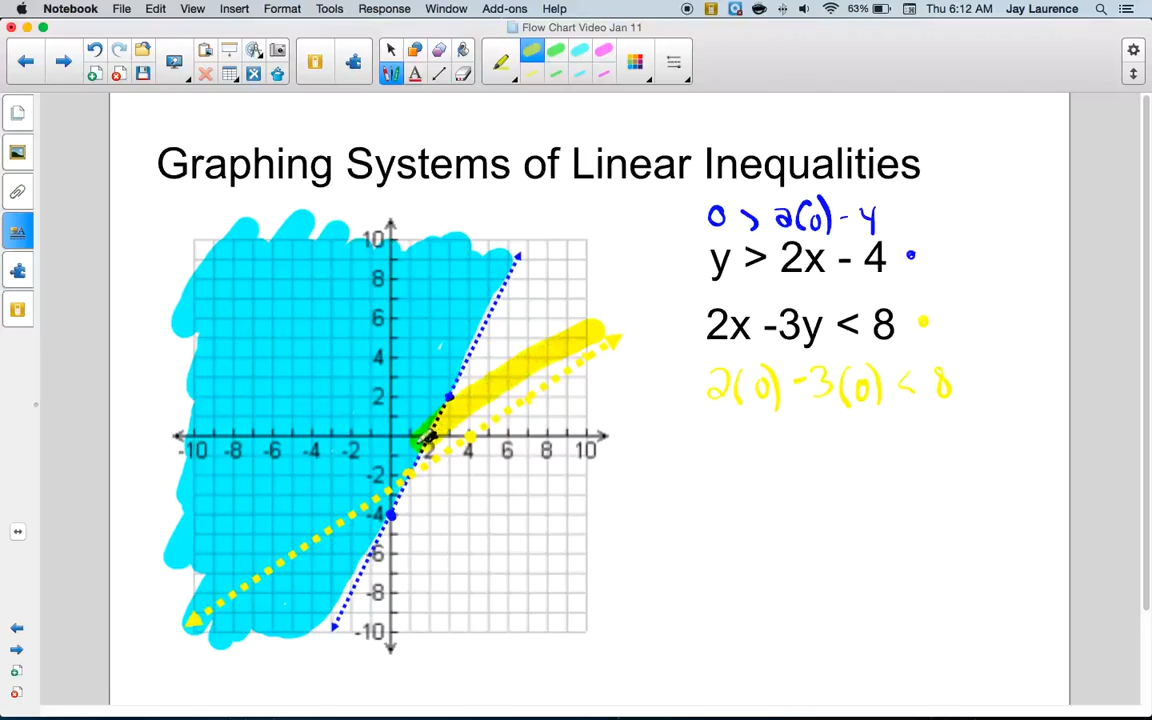 Notebook File Edit View Insert Format Tools Response Window Add-ons Help 63% Thu 6:12 AM Jay Laurence
Flow Chart Video Jan 11
Graphing Systems of Linear Inequalities
0 > 2(0) - 4
y > 2x - 4
2x -3y < 8
2(0) -3(0) < 8
10
8
6
4
2
-10 -8 -6 -4 -2 2 4 6 8 10
-2
-4
-6
-8
-10